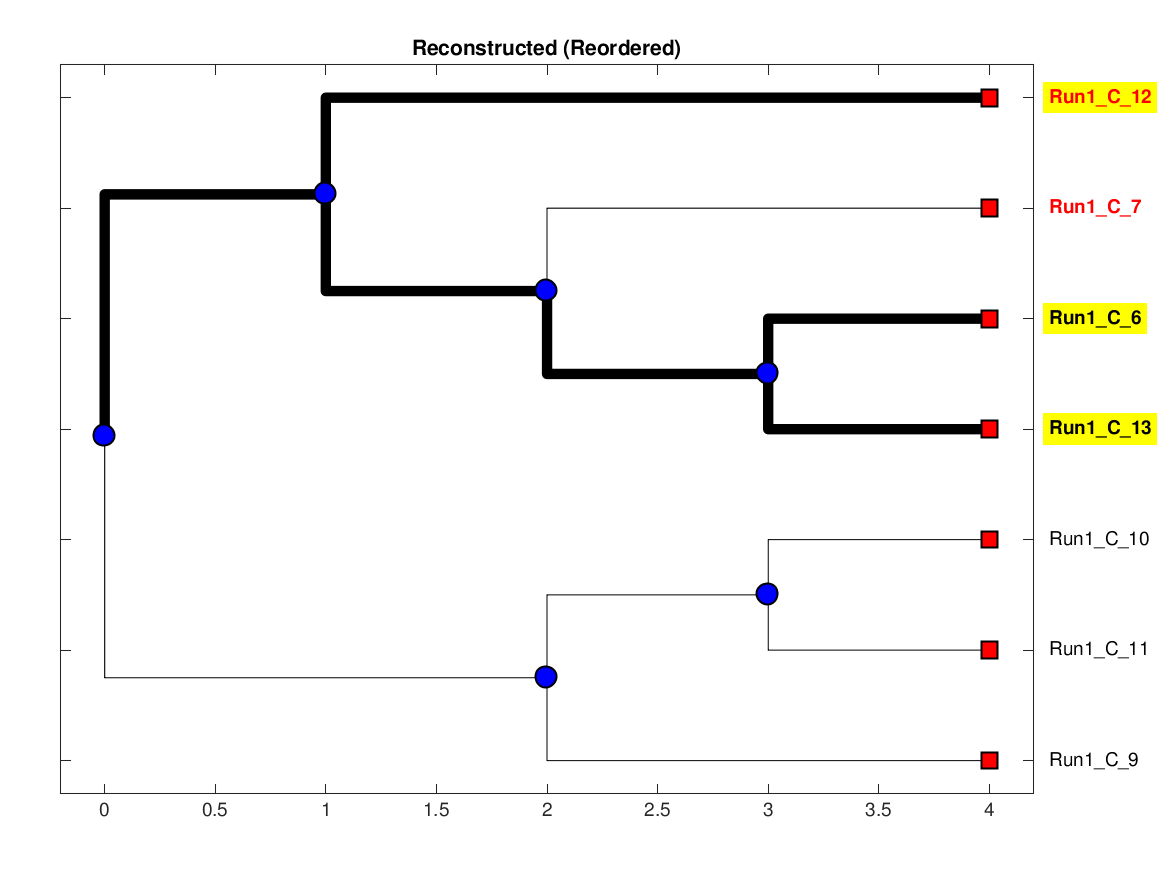 Reconstructed (Reordered)
Run1_C_12
Run1_C_7
Run1_C_6
Run1_C_13
Run1_C_10
Run1_C_11
Run1_C_9
0 0.5 1 1.5 2 2.5 3 3.5 4